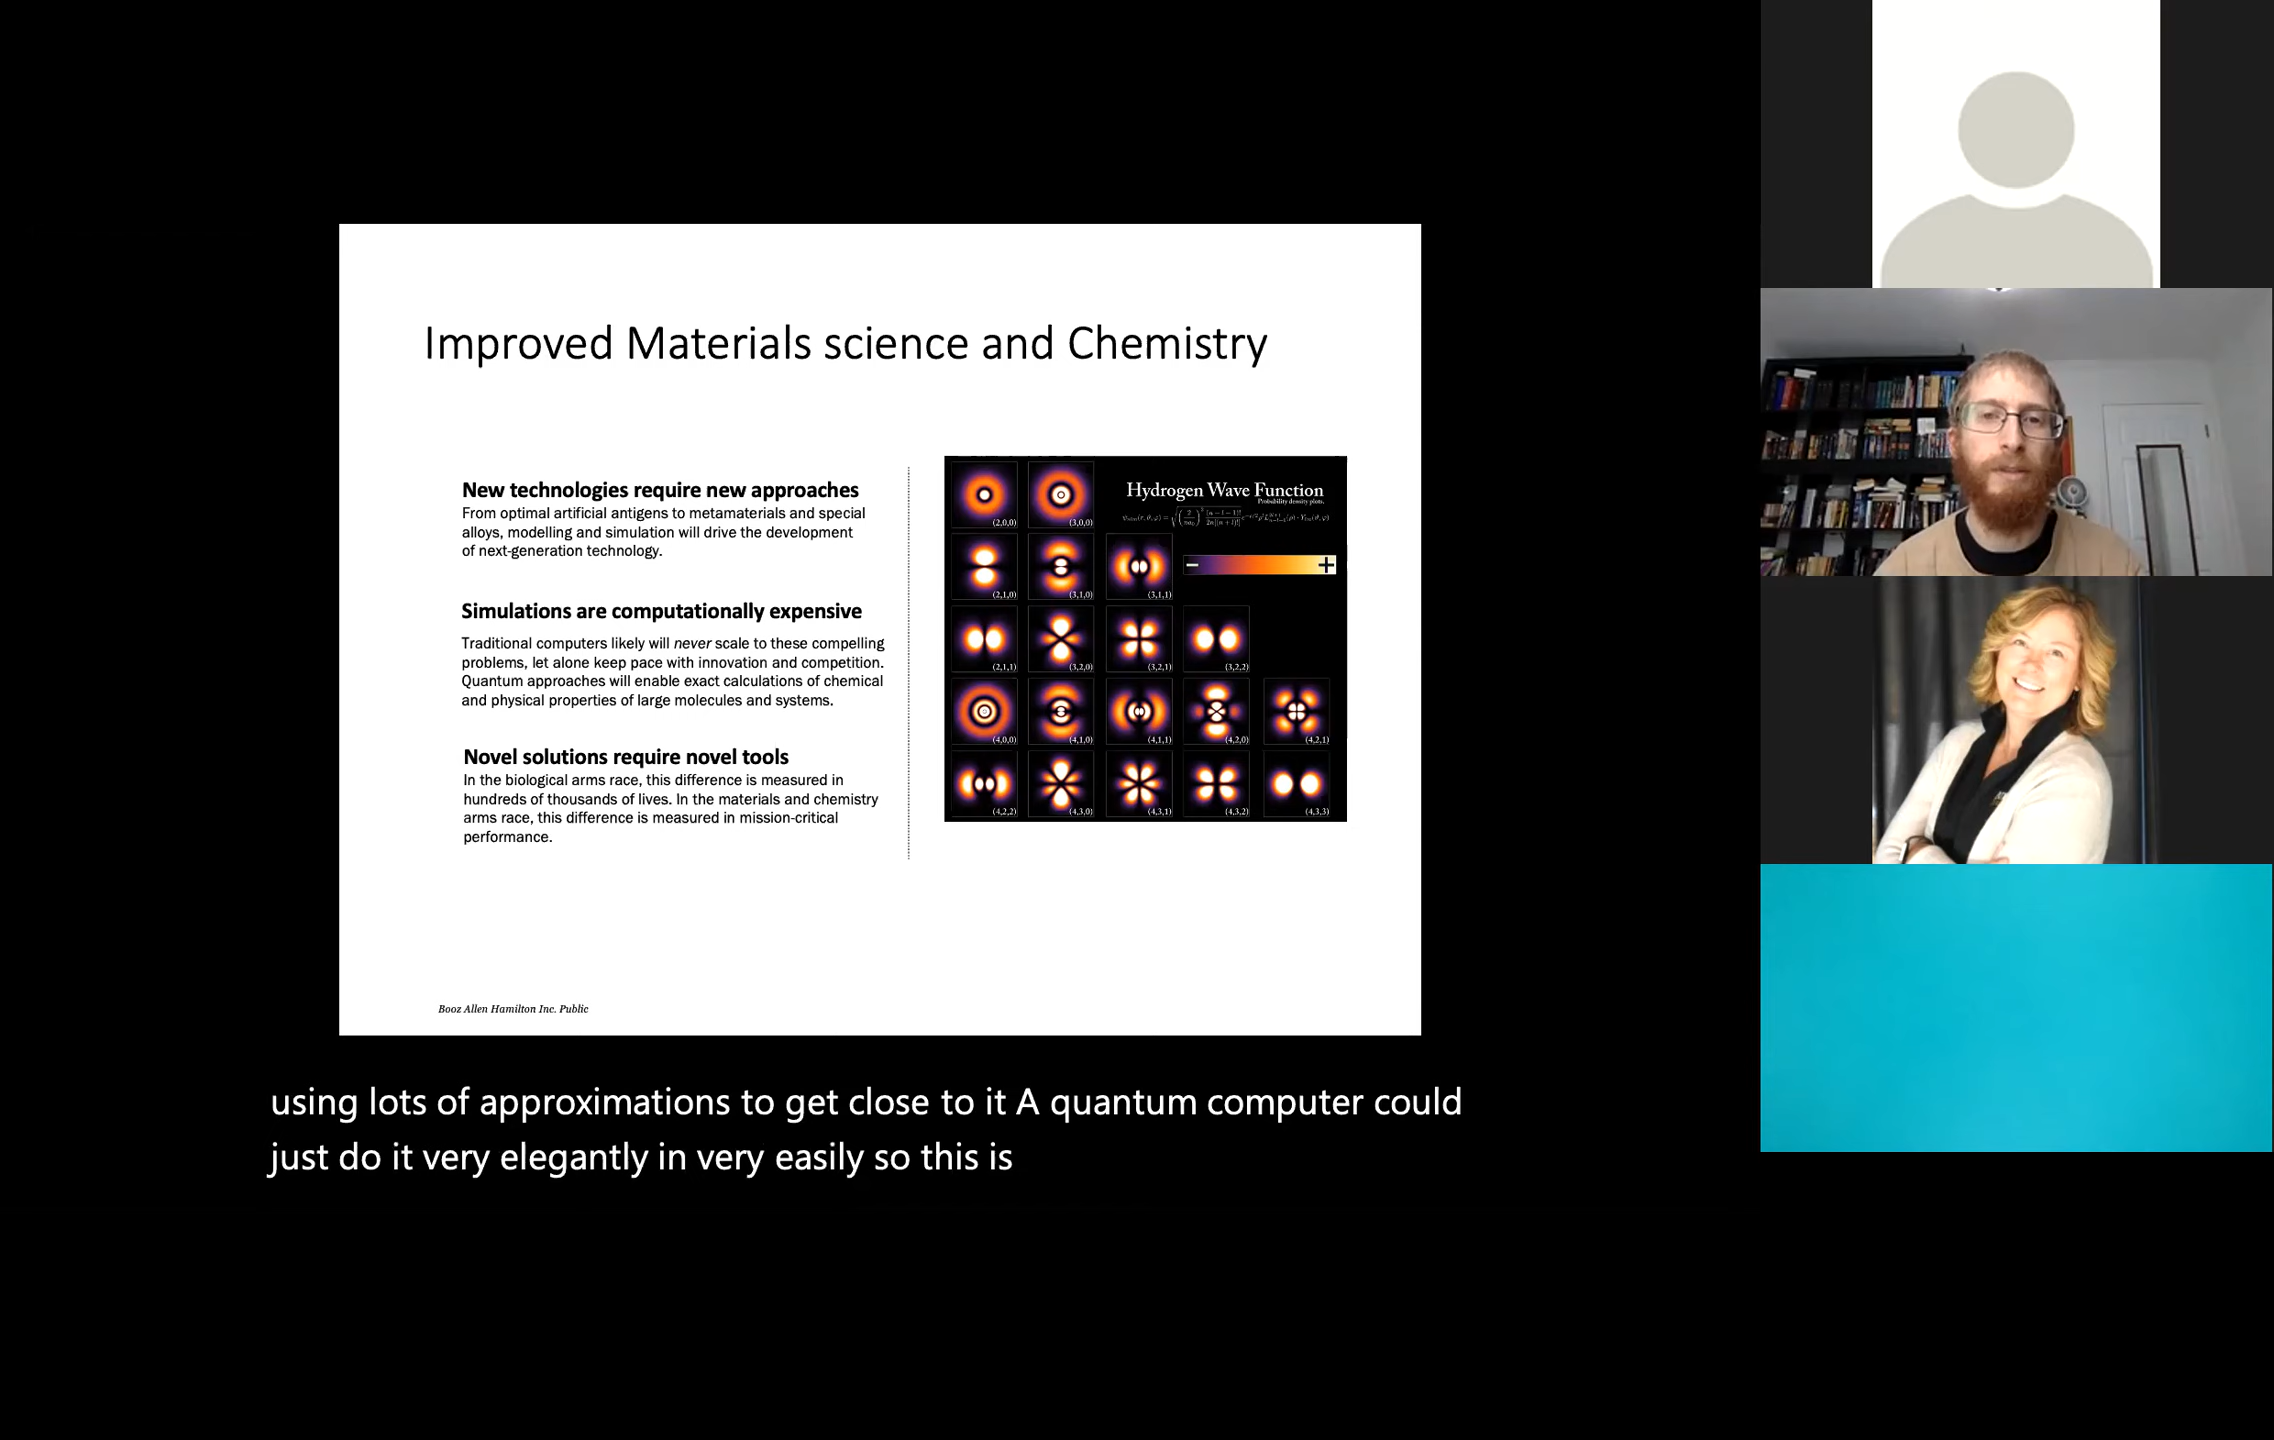 Improved Materials science and Chemistry
New technologies require new approaches
From optimal artificial antigens to metamaterials and special
alloys, modelling and simulation will drive the development
of next-generation technology.
Simulations are computationally expensive
Traditional computers likely will never scale to these compelling
problems, let alone keep pace with innovation and competition.
Quantum approaches will enable exact calculations of chemical
and physical properties of large molecules and systems.
Novel solutions require novel tools
In the biological arms race, this difference is measured in
hundreds of thousands of lives. In the materials and chemistry
arms race, this difference is measured in mission-critical
performance.
Hydrogen Wave Function
Probability density plots.
− +
(2,0,0) (3,0,0)
(2,1,0) (3,1,0) (3,1,1)
(2,1,1) (3,2,0) (3,2,1) (3,2,2)
(4,0,0) (4,1,0) (4,1,1) (4,2,0) (4,2,1)
(4,2,2) (4,3,0) (4,3,1) (4,3,2) (4,3,3)
Booz Allen Hamilton Inc. Public
using lots of approximations to get close to it A quantum computer could
just do it very elegantly in very easily so this is